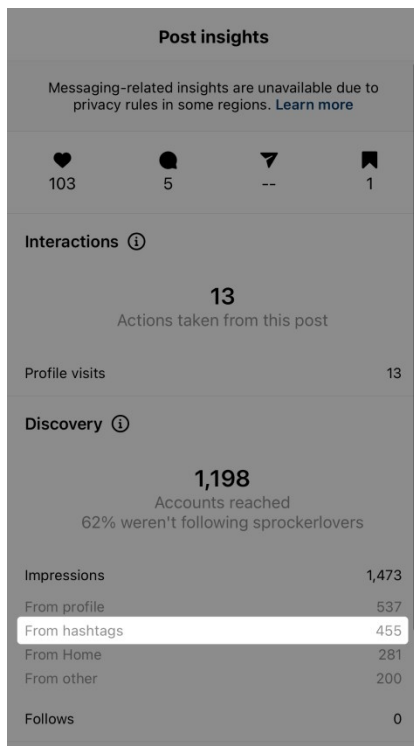 Post insights
Messaging-related insights are unavailable due to
privacy rules in some regions. Learn more
103 5 -- 1
Interactions
13
Actions taken from this post
Profile visits 13
Discovery
1,198
Accounts reached
62% weren't following sprockerlovers
Impressions 1,473
From profile 537
From hashtags 455
From Home 281
From other 200
Follows 0